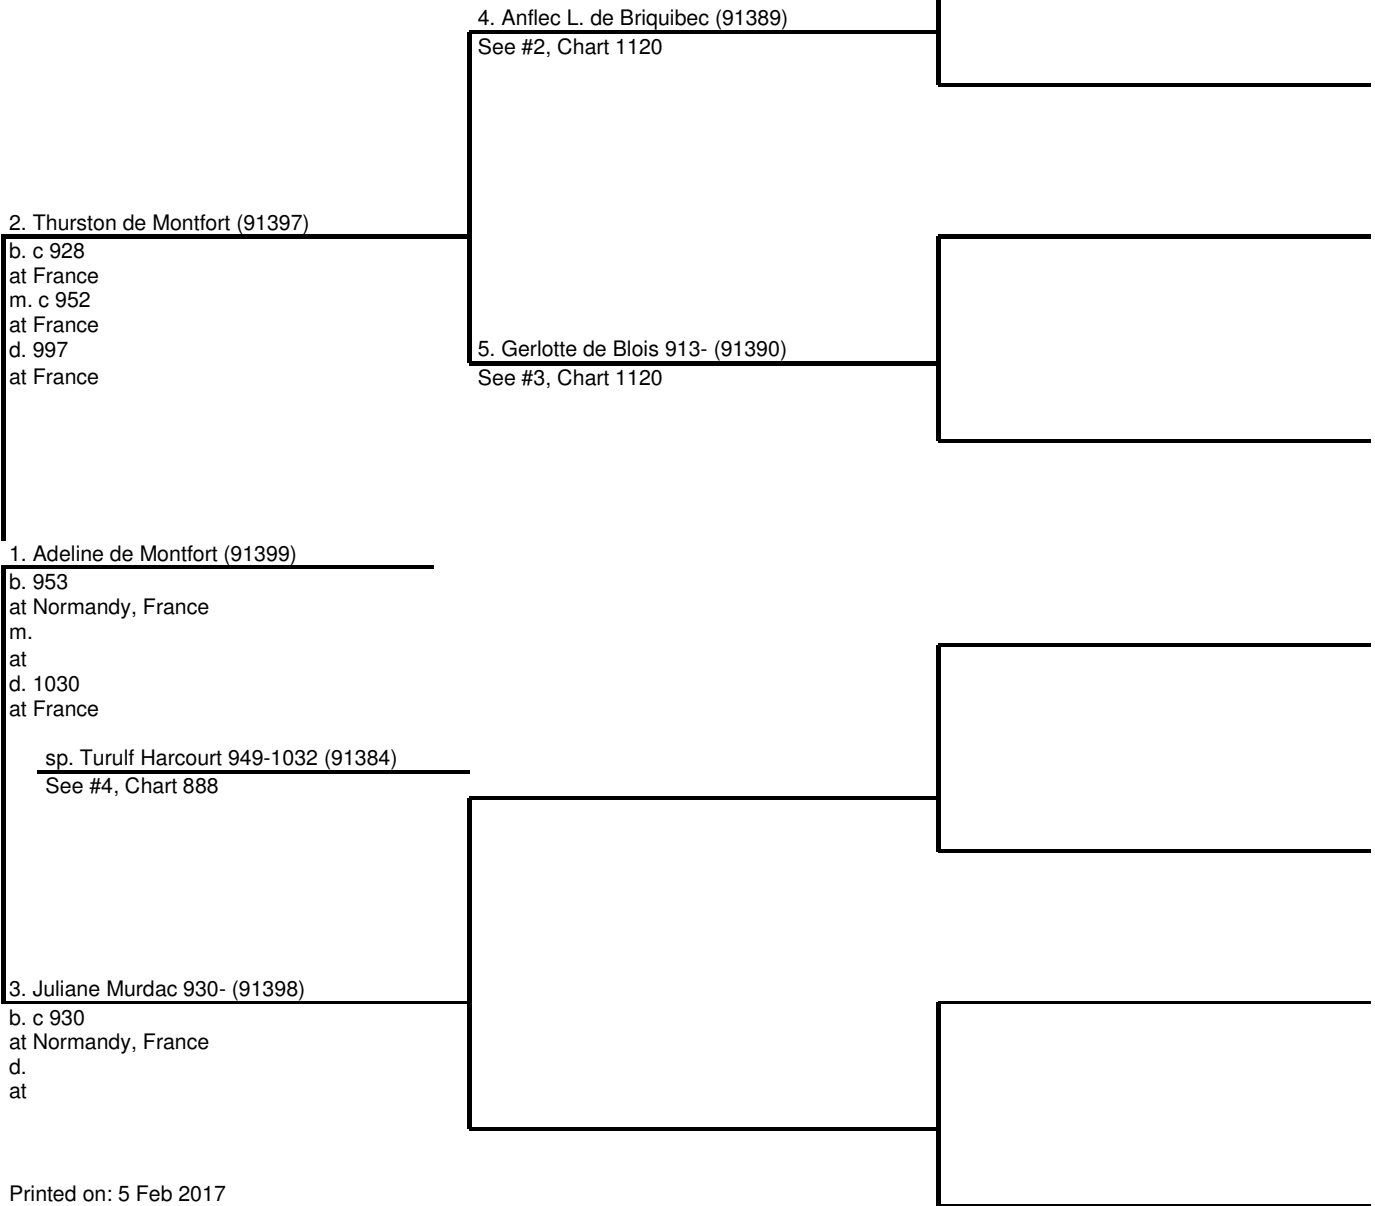 4. Anflec L. de Briquibec (91389)
See #2, Chart 1120
2. Thurston de Montfort (91397)
b. c 928
at France
m. c 952
at France
d. 997
at France
5. Gerlotte de Blois 913- (91390)
See #3, Chart 1120
1. Adeline de Montfort (91399)
b. 953
at Normandy, France
m.
at
d. 1030
at France
sp. Turulf Harcourt 949-1032 (91384)
See #4, Chart 888
3. Juliane Murdac 930- (91398)
b. c 930
at Normandy, France
d.
at
Printed on: 5 Feb 2017